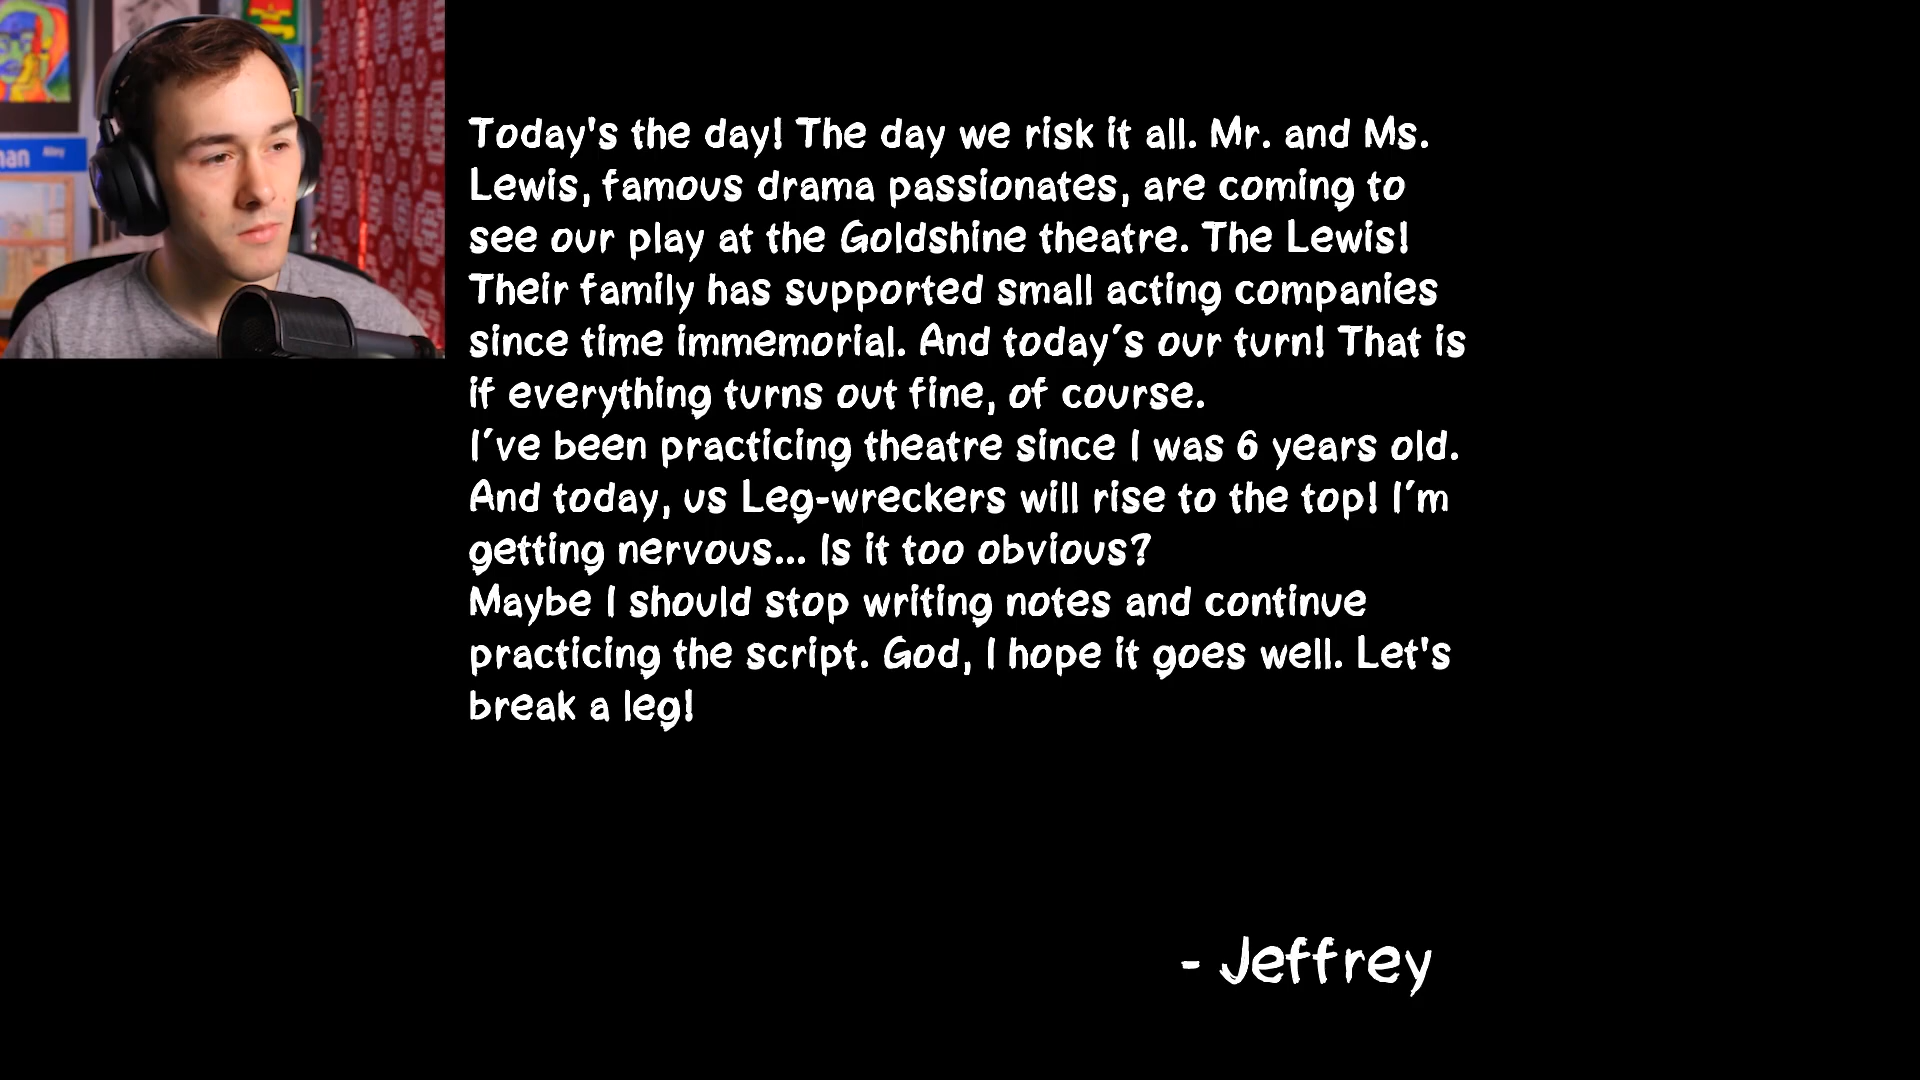 Today's the day! The day we risk it all. Mr. and Ms.
Lewis, famous drama passionates, are coming to
see our play at the Goldshine theatre. The Lewis!
Their family has supported small acting companies
since time immemorial. And today´s our turn! That is
if everything turns out fine, of course.
I´ve been practicing theatre since I was 6 years old.
And today, us Leg-wreckers will rise to the top! I´m
getting nervous... Is it too obvious?
Maybe I should stop writing notes and continue
practicing the script. God, I hope it goes well. Let's
break a leg!
- Jeffrey